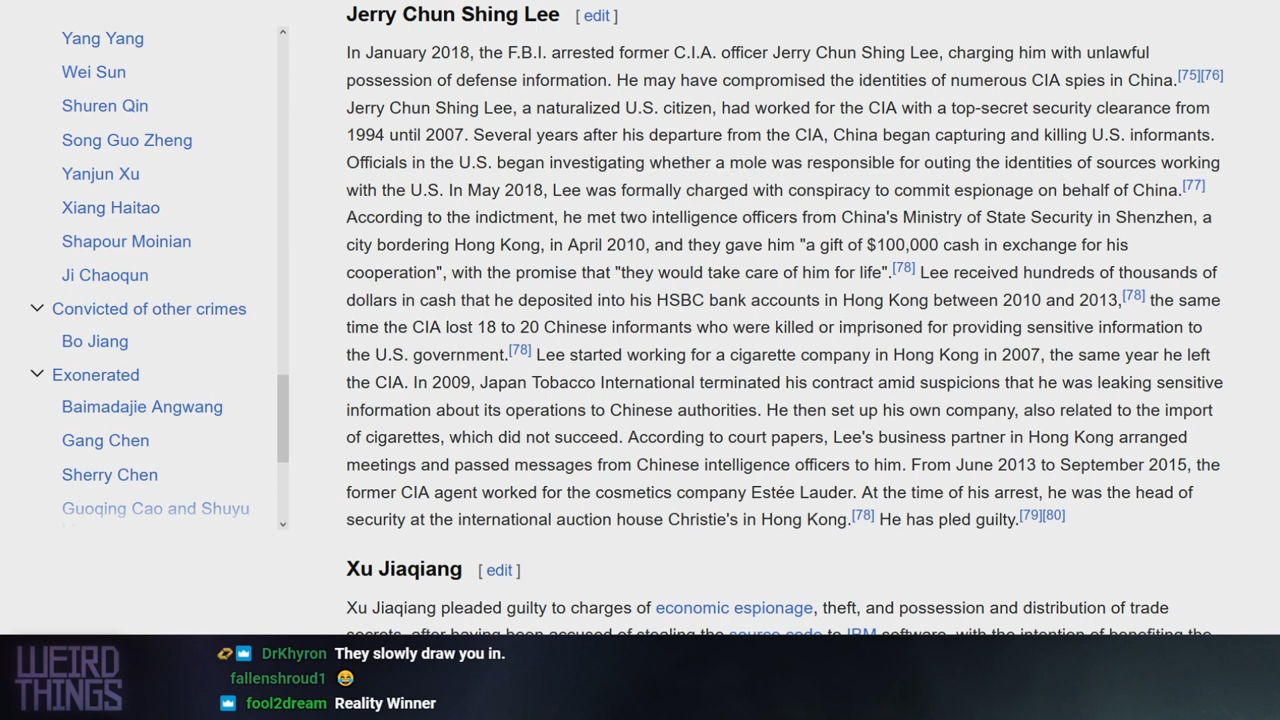 Yang Yang
Wei Sun
Shuren Qin
Song Guo Zheng
Yanjun Xu
Xiang Haitao
Shapour Moinian
Ji Chaoqun
Convicted of other crimes
Bo Jiang
Exonerated
Baimadajie Angwang
Gang Chen
Sherry Chen
Guoqing Cao and Shuyu
Jerry Chun Shing Lee [ edit ]
In January 2018, the F.B.I. arrested former C.I.A. officer Jerry Chun Shing Lee, charging him with unlawful
possession of defense information. He may have compromised the identities of numerous CIA spies in China.[75][76]
Jerry Chun Shing Lee, a naturalized U.S. citizen, had worked for the CIA with a top-secret security clearance from
1994 until 2007. Several years after his departure from the CIA, China began capturing and killing U.S. informants.
Officials in the U.S. began investigating whether a mole was responsible for outing the identities of sources working
with the U.S. In May 2018, Lee was formally charged with conspiracy to commit espionage on behalf of China.[77]
According to the indictment, he met two intelligence officers from China's Ministry of State Security in Shenzhen, a
city bordering Hong Kong, in April 2010, and they gave him "a gift of $100,000 cash in exchange for his
cooperation", with the promise that "they would take care of him for life".[78] Lee received hundreds of thousands of
dollars in cash that he deposited into his HSBC bank accounts in Hong Kong between 2010 and 2013,[78] the same
time the CIA lost 18 to 20 Chinese informants who were killed or imprisoned for providing sensitive information to
the U.S. government.[78] Lee started working for a cigarette company in Hong Kong in 2007, the same year he left
the CIA. In 2009, Japan Tobacco International terminated his contract amid suspicions that he was leaking sensitive
information about its operations to Chinese authorities. He then set up his own company, also related to the import
of cigarettes, which did not succeed. According to court papers, Lee's business partner in Hong Kong arranged
meetings and passed messages from Chinese intelligence officers to him. From June 2013 to September 2015, the
former CIA agent worked for the cosmetics company Estée Lauder. At the time of his arrest, he was the head of
security at the international auction house Christie's in Hong Kong.[78] He has pled guilty.[79][80]
Xu Jiaqiang [ edit ]
Xu Jiaqiang pleaded guilty to charges of economic espionage, theft, and possession and distribution of trade
secrets, after having been accused of stealing the source code to IBM software, with the intention of benefiting the
WEIRD
THINGS
DrKhyron They slowly draw you in.
fallenshroud1 😂
fool2dream Reality Winner